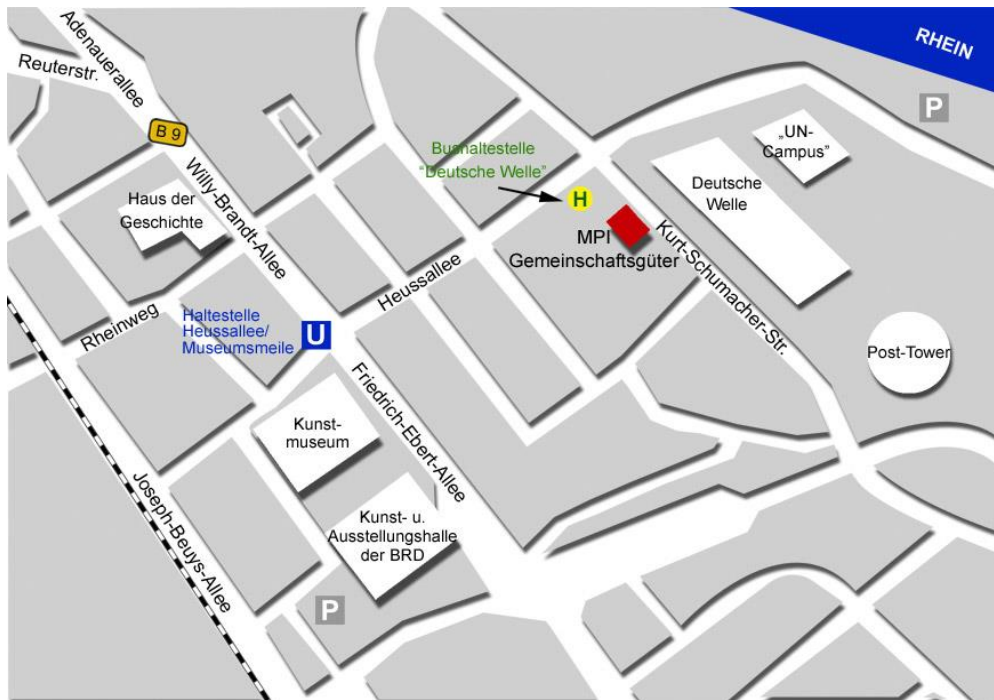 RHEIN
Adenauerallee
Reuterstr.
P
B 9
„UN-
Campus”
Bushaltestelle
“Deutsche Welle”
H
Deutsche
Welle
Willy-Brandt-Allee
Haus der
Geschichte
MPI
Gemeinschaftsgüter
Kurt-Schumacher-Str.
Heussallee
Rheinweg
Haltestelle
Heussallee/
Museumsmeile
U
Post-Tower
Friedrich-Ebert-Allee
Kunst-
museum
Joseph-Beuys-Allee
Kunst- u.
Ausstellungshalle
der BRD
P